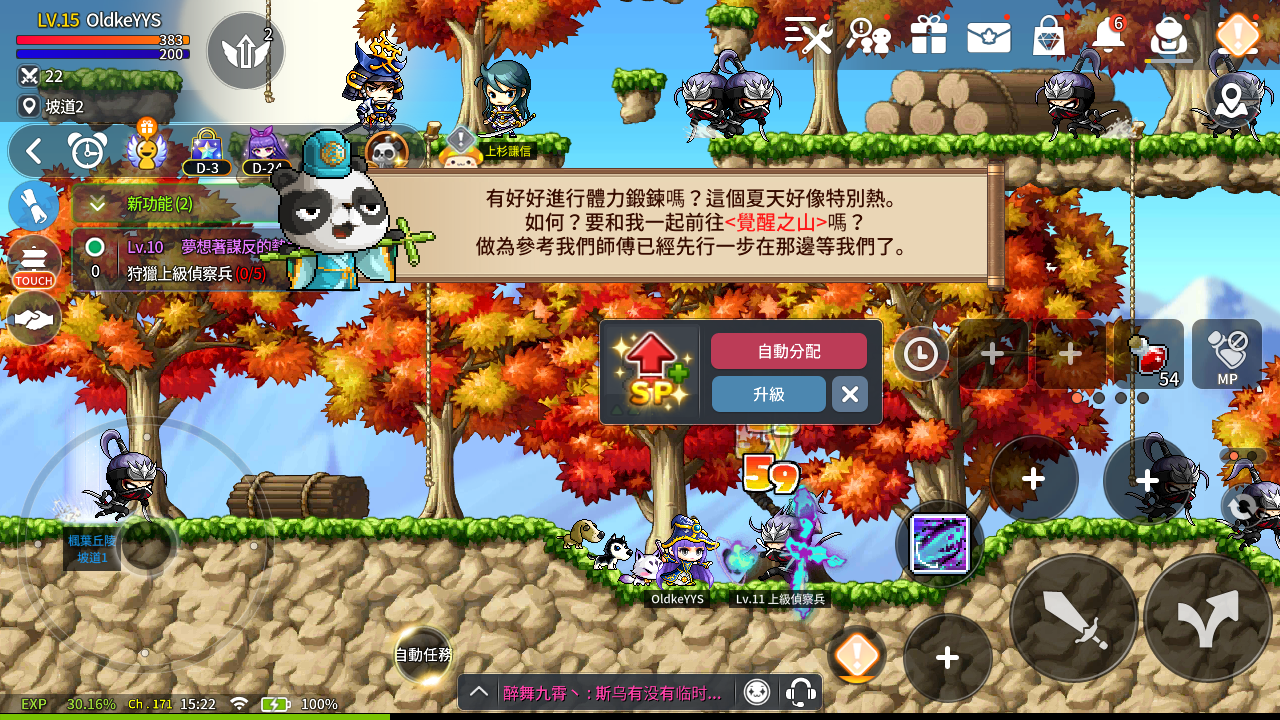 LV.15 OldkeYYS
383
200
2
22
坡道2
6
D-3
上杉謙信
有好好進行體力鍛鍊嗎？這個夏天好像特別熱。
如何？要和我一起前往<覺醒之山>嗎？
做為參考我們師傅已經先行一步在那邊等我們了。
新功能(2)
Lv.10 夢想著謀反的
0
狩獵上級偵察兵(0/5)
TOUCH
自動分配
SP
升級
54
MP
59
楓葉丘陵
坡道1
OldkeYYS
Lv.11 上級偵察兵
自動任務
醉舞九霄丶 : 斯乌有没有临时...
EXP 30.16% Ch . 171 15:22 100%